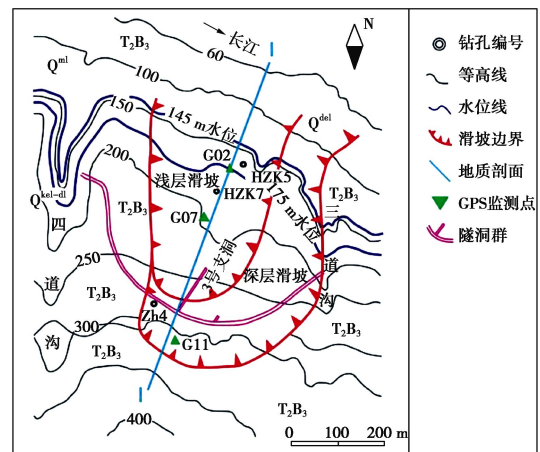 T₂B₃
长江
60
I
N
Qᵐˡ
100
150
145 m水位
Qᵈᵉˡ
200
G02
HZK5
浅层滑坡
HZK7
175 m水位
T₂B₃
Qᵏᵉˡ⁻ᵈˡ
四
T₂B₃
G07
三
250
道
3号支洞
深层滑坡
道
T₂B₃
沟
Zh4
300
T₂B₃
沟
T₂B₃
G11
I
400
T₂B₃
0 100 200 m
钻孔编号
等高线
水位线
滑坡边界
地质剖面
GPS监测点
隧洞群